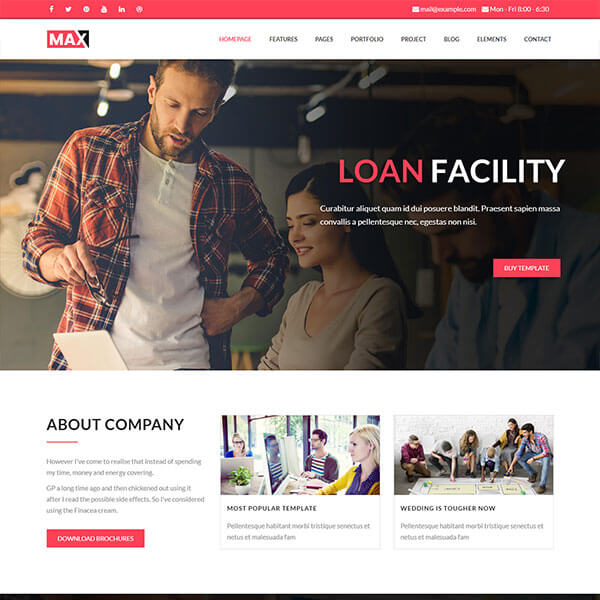 mail@example.com Mon - Fri 8:00 - 6:30
MAX
HOMEPAGE FEATURES PAGES PORTFOLIO PROJECT BLOG ELEMENTS CONTACT
LOAN FACILITY
Curabitur aliquet quam id dui posuere blandit. Praesent sapien massa
convallis a pellentesque nec, egestas non nisi.
BUY TEMPLATE
ABOUT COMPANY
However I've come to realise that instead of spending
my time, money and energy covering.
GP a long time ago and then chickened out using it
after I read the possible side effects. So I've considered
using the Finacea cream.
DOWNLOAD BROCHURES
MOST POPULAR TEMPLATE
Pellentesque habitant morbi tristique senectus et
netus et malesuada fam
WEDDING IS TOUGHER NOW
Pellentesque habitant morbi tristique senectus et
netus et malesuada fam